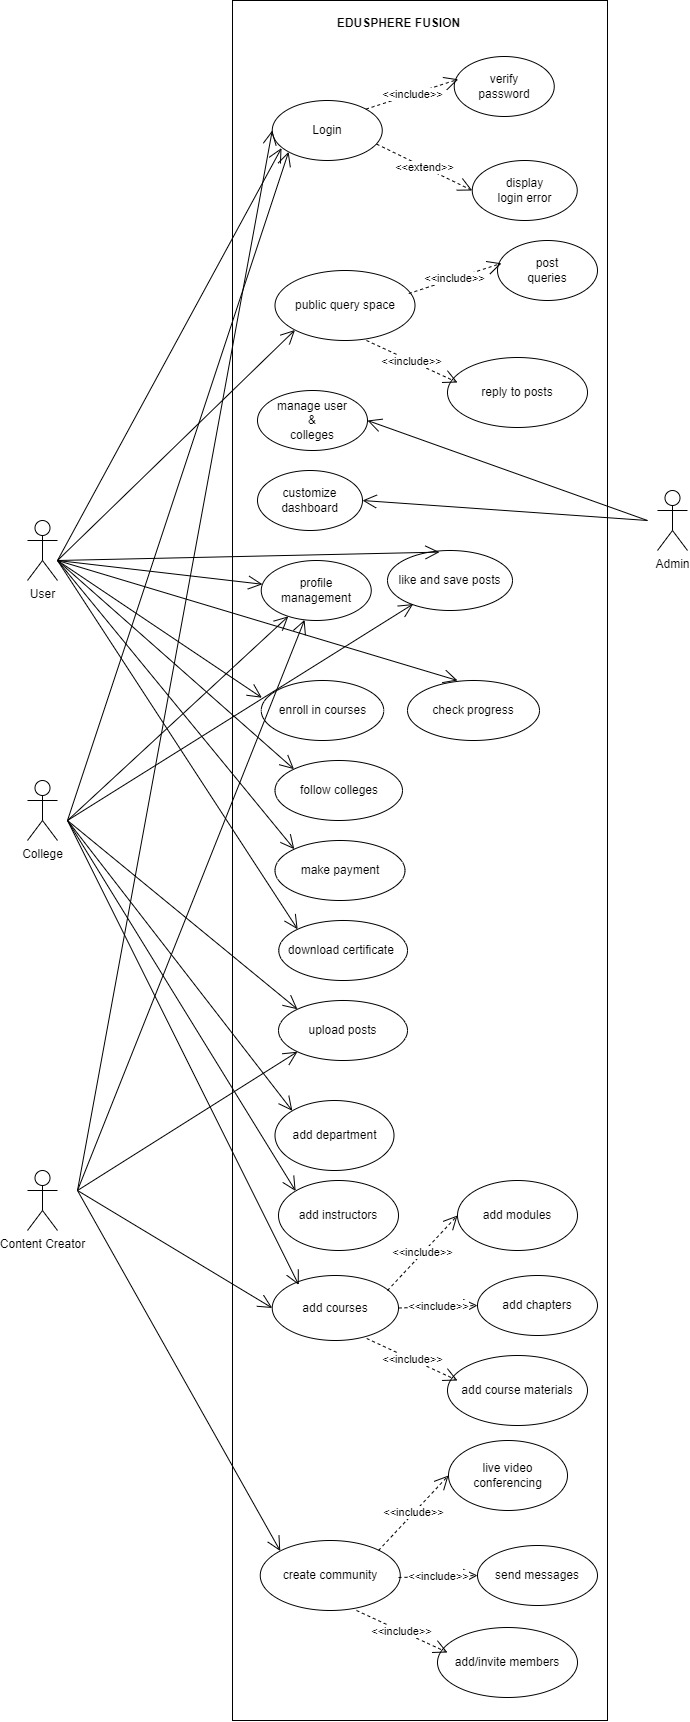 EDUSPHERE FUSION
verify
password
<<include>>
Login
<<extend>>
display
login error
post
queries
<<include>>
public query space
<<include>>
reply to posts
manage user
&
colleges
customize
dashboard
User
Admin
profile
management
like and save posts
enroll in courses
check progress
follow colleges
College
make payment
download certificate
upload posts
add department
Content Creator
add instructors
add modules
<<include>>
add courses
<<include>>
add chapters
<<include>>
add course materials
live video
conferencing
<<include>>
create community
<<include>>
send messages
<<include>>
add/invite members